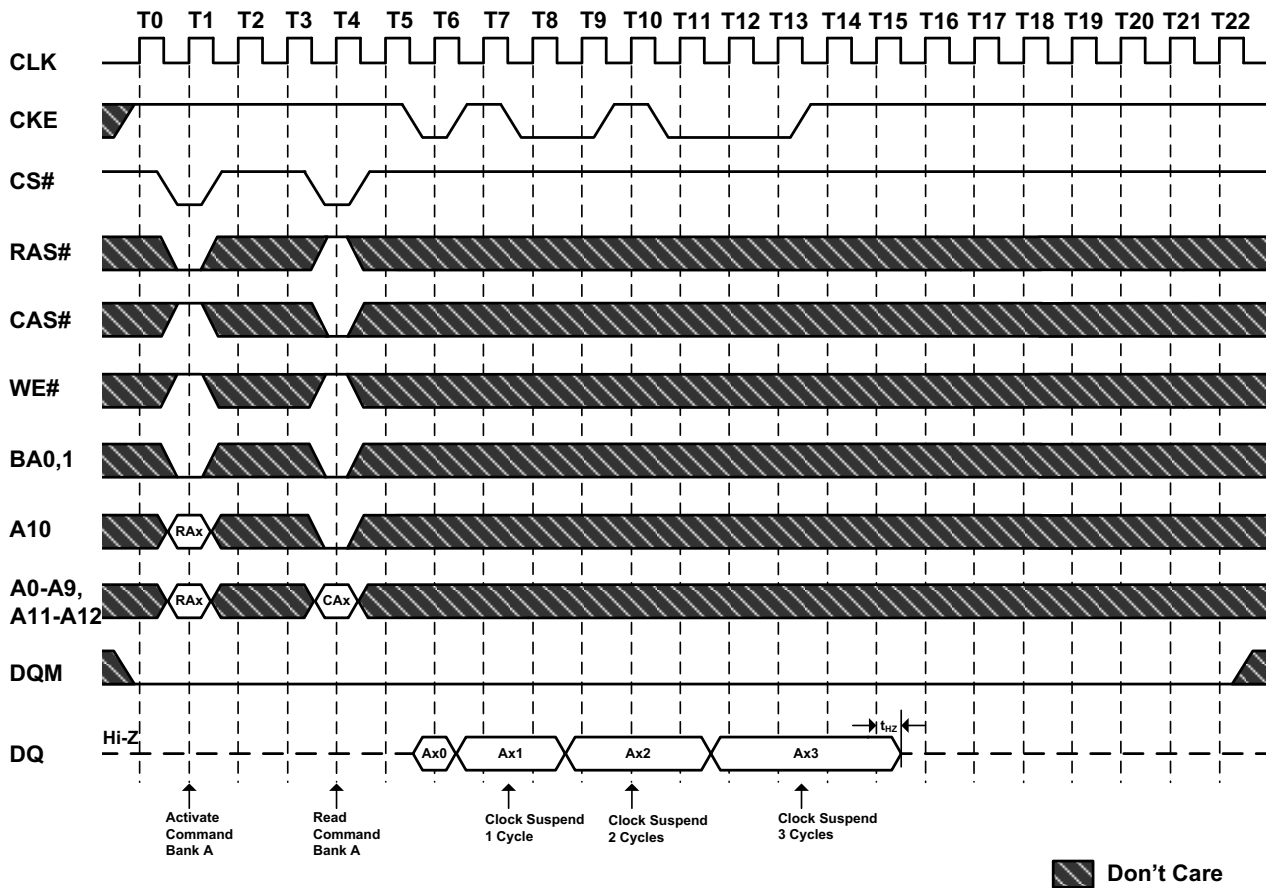 T0 T1 T2 T3 T4 T5 T6 T7 T8 T9 T10 T11 T12 T13 T14 T15 T16 T17 T18 T19 T20 T21 T22
CLK
CKE
CS#
RAS#
CAS#
WE#
BA0,1
A10
RAx
A0-A9,
A11-A12
RAx
CAx
DQM
Hi-Z
tHZ
DQ
Ax0
Ax1
Ax2
Ax3
Activate
Command
Bank A
Read
Command
Bank A
Clock Suspend
1 Cycle
Clock Suspend
2 Cycles
Clock Suspend
3 Cycles
Don't Care